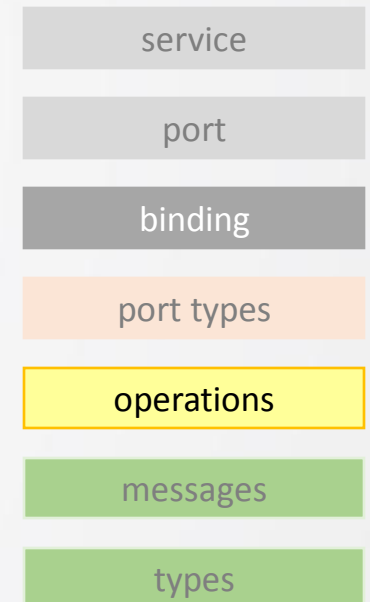 service
port
binding
port types
operations
messages
types